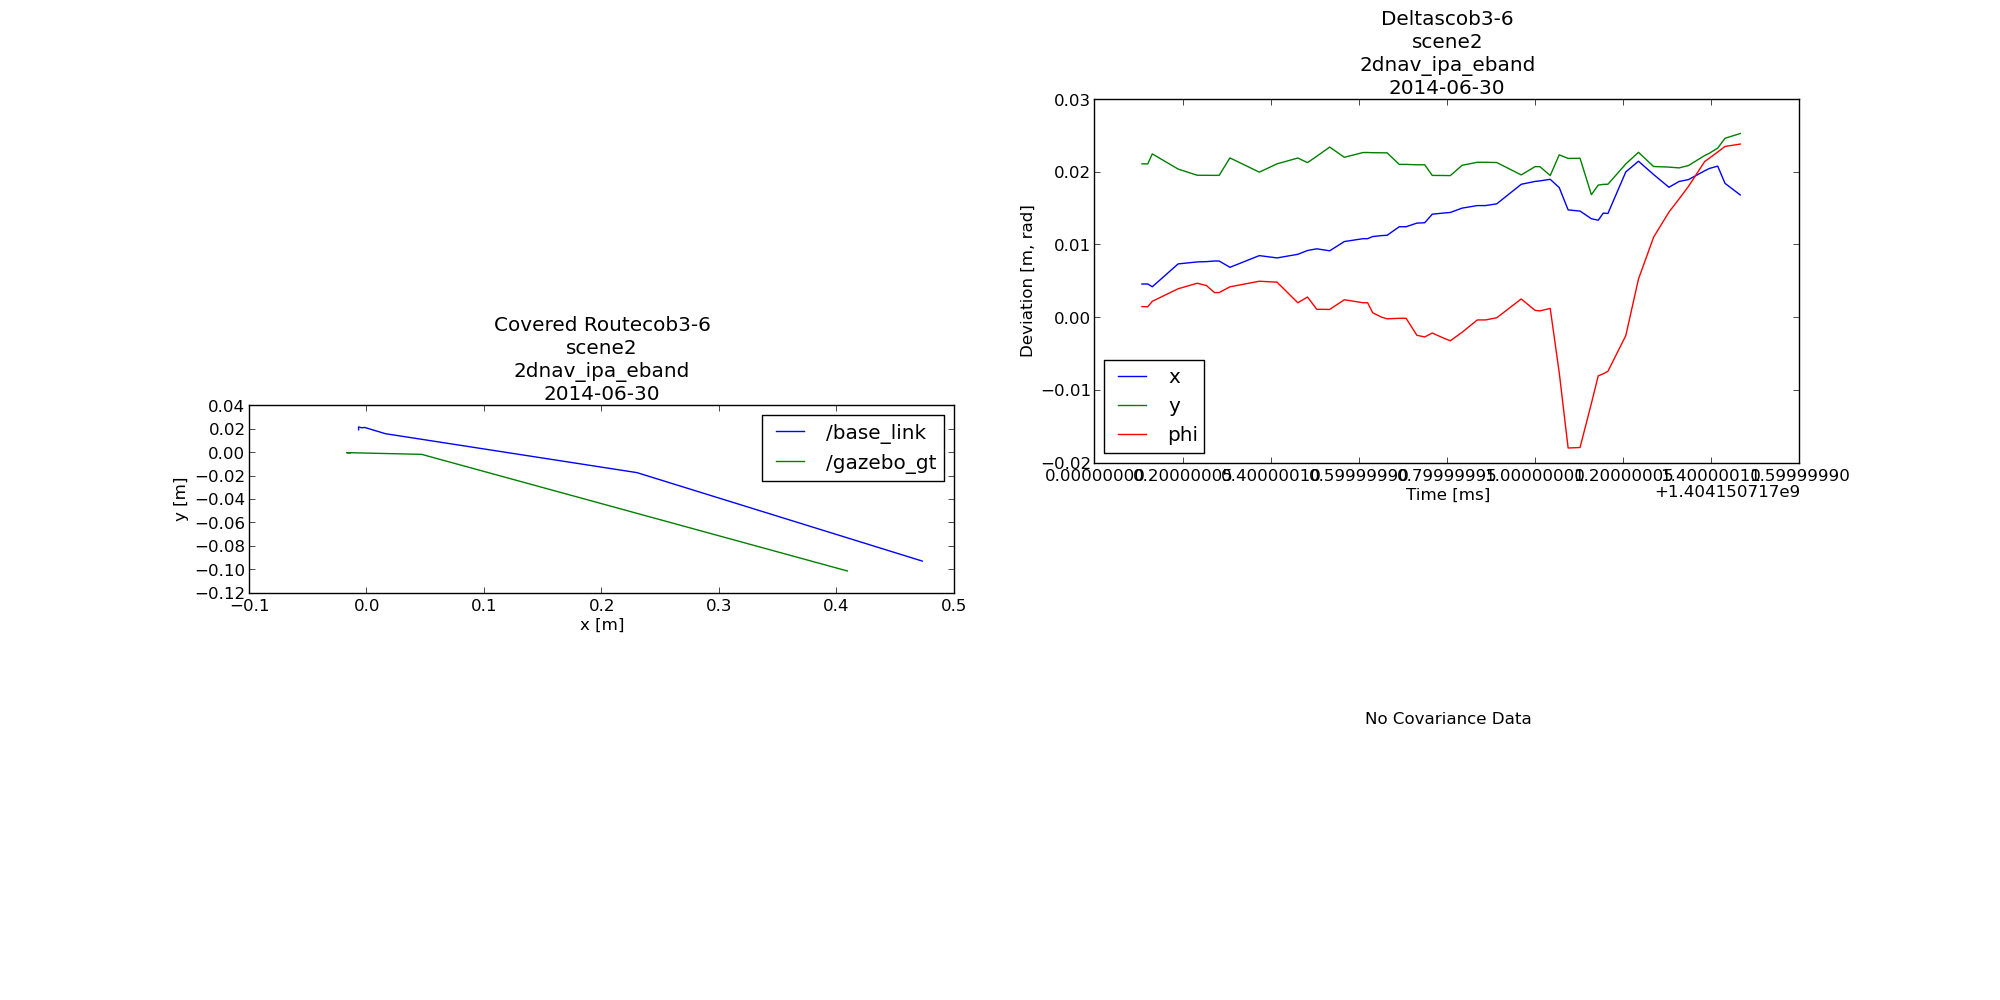 Covered Routecob3-6
scene2
2dnav_ipa_eband
2014-06-30
0.04
0.02
0.00
−0.02
−0.04
−0.06
−0.08
−0.10
−0.12
y [m]
/base_link
/gazebo_gt
−0.1 0.0 0.1 0.2 0.3 0.4 0.5
x [m]
Deltascob3-6
scene2
2dnav_ipa_eband
2014-06-30
0.03
0.02
0.01
0.00
−0.01
−0.02
Deviation [m, rad]
x
y
phi
Time [ms]
+1.404150717e9
No Covariance Data